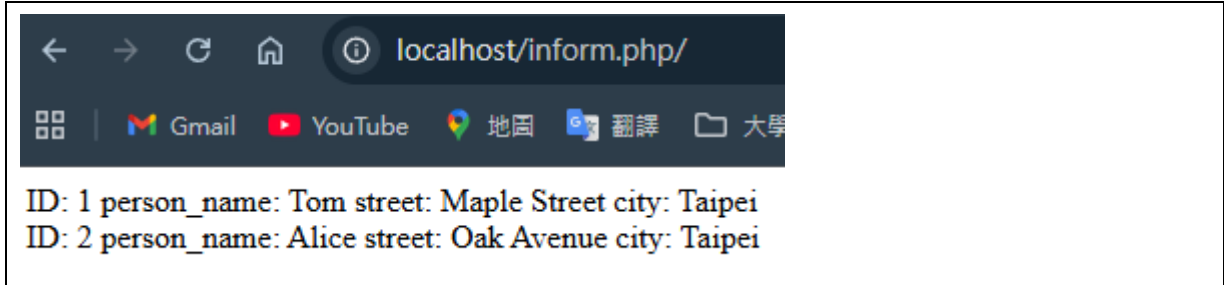 localhost/inform.php/
Gmail YouTube 地圖 翻譯 大學
ID: 1 person_name: Tom street: Maple Street city: Taipei
ID: 2 person_name: Alice street: Oak Avenue city: Taipei